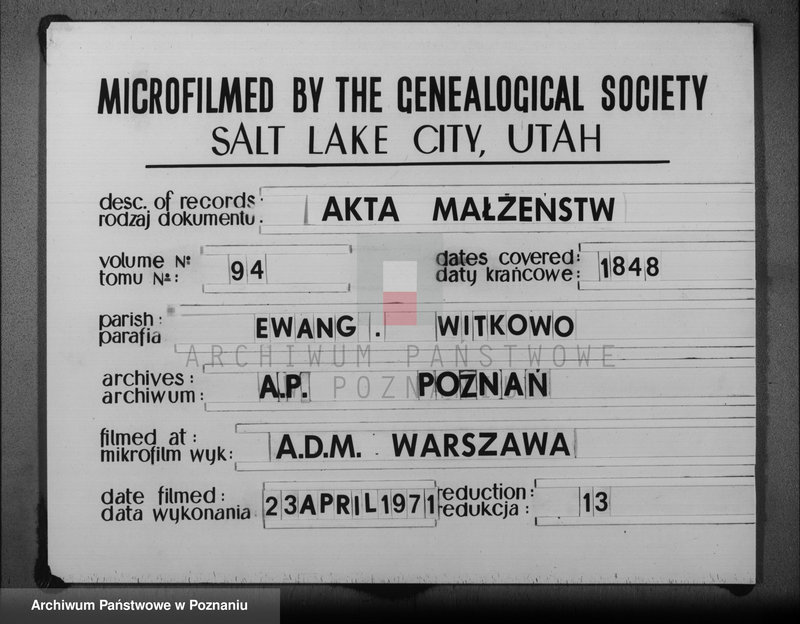 MICROFILMED BY THE GENEALOGICAL SOCIETY
SALT LAKE CITY, UTAH
desc. of records: AKTA MAŁŻEŃSTW
rodzaj dokumentu:
volume №: 94
tomu №:
dates covered: 1848
daty krańcowe:
parish: EWANG. WITKOWO
parafia
ARCHIWUM PAŃSTWOWE
archives: A.P. POZNAŃ
archiwum:
filmed at: A.D.M. WARSZAWA
mikrofilm wyk:
date filmed: 23 APRIL 1971
data wykonania
reduction: 13
redukcja:
Archiwum Państwowe w Poznaniu